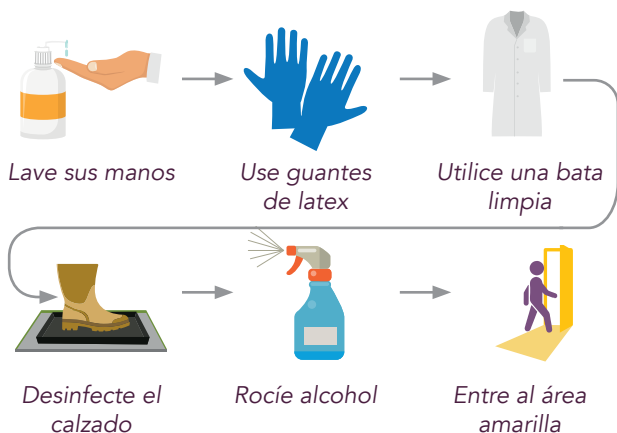 Lave sus manos
Use guantes
de latex
Utilice una bata
limpia
Desinfecte el
calzado
Rocíe alcohol
Entre al área
amarilla